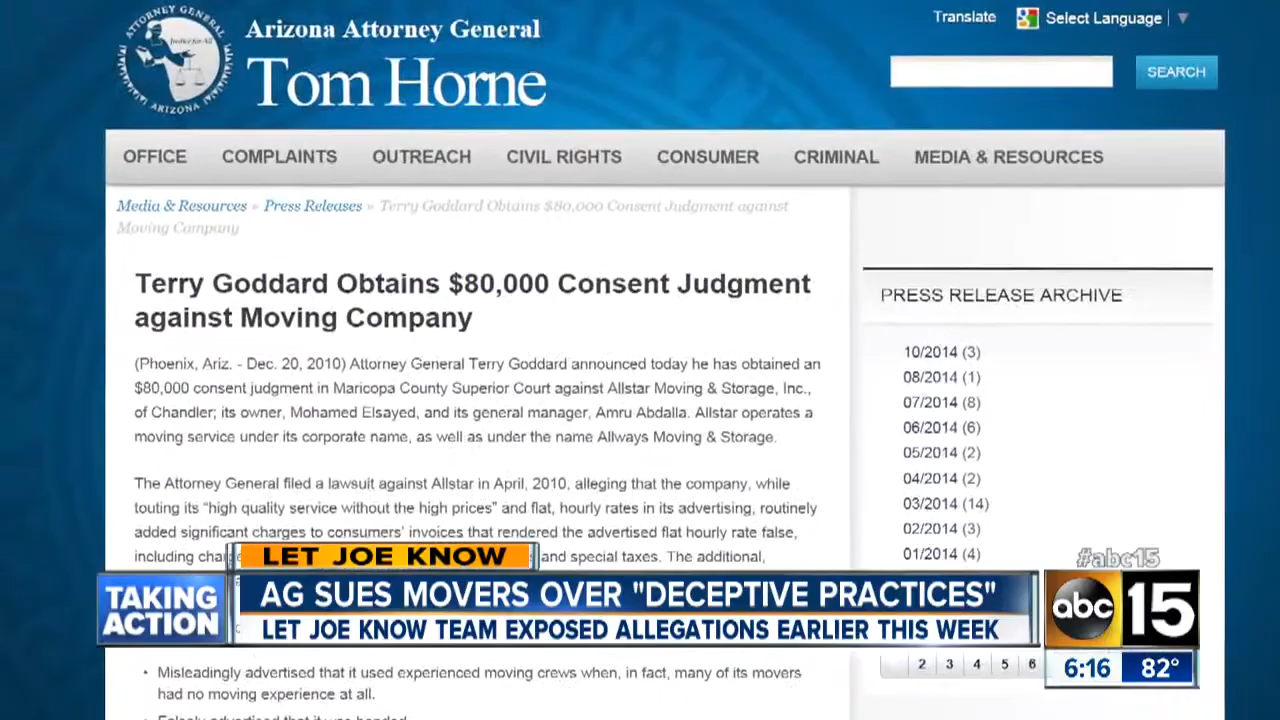 ATTORNEY GENERAL
ARIZONA
Arizona Attorney General
Tom Horne
Translate
Select Language
SEARCH
OFFICE COMPLAINTS OUTREACH CIVIL RIGHTS CONSUMER CRIMINAL MEDIA & RESOURCES
Media & Resources » Press Releases » Terry Goddard Obtains $80,000 Consent Judgment against
Moving Company
Terry Goddard Obtains $80,000 Consent Judgment
against Moving Company
(Phoenix, Ariz. - Dec. 20, 2010) Attorney General Terry Goddard announced today he has obtained an
$80,000 consent judgment in Maricopa County Superior Court against Allstar Moving & Storage, Inc.,
of Chandler; its owner, Mohamed Elsayed, and its general manager, Amru Abdalla. Allstar operates a
moving service under its corporate name, as well as under the name Allways Moving & Storage.
The Attorney General filed a lawsuit against Allstar in April, 2010, alleging that the company, while
touting its “high quality service without the high prices” and flat, hourly rates in its advertising, routinely
added significant charges to consumers’ invoices that rendered the advertised flat hourly rate false,
including and special taxes. The additional,
Misleadingly advertised that it used experienced moving crews when, in fact, many of its movers
had no moving experience at all.
PRESS RELEASE ARCHIVE
10/2014 (3)
08/2014 (1)
07/2014 (8)
06/2014 (6)
05/2014 (2)
04/2014 (2)
03/2014 (14)
02/2014 (3)
01/2014 (4)
2 3 4 5 6
LET JOE KNOW
TAKING
ACTION
AG SUES MOVERS OVER "DECEPTIVE PRACTICES"
LET JOE KNOW TEAM EXPOSED ALLEGATIONS EARLIER THIS WEEK
#abc15
abc 15
6:16 82°